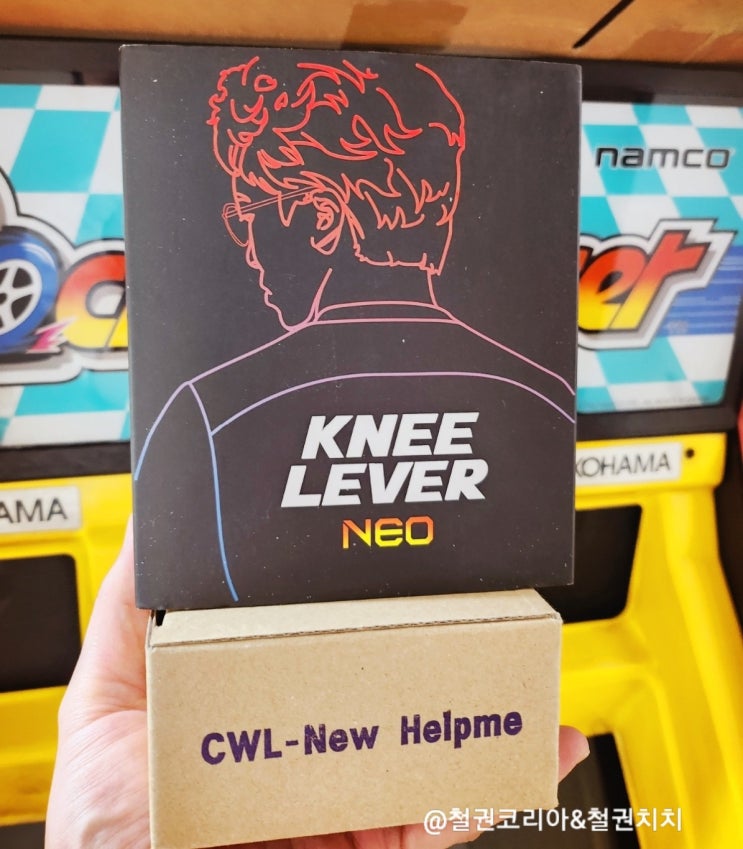 namco
KNEE
LEVER
NEO
KOHAMA
AMA
CWL-New Helpme
@철권코리아&철권치치